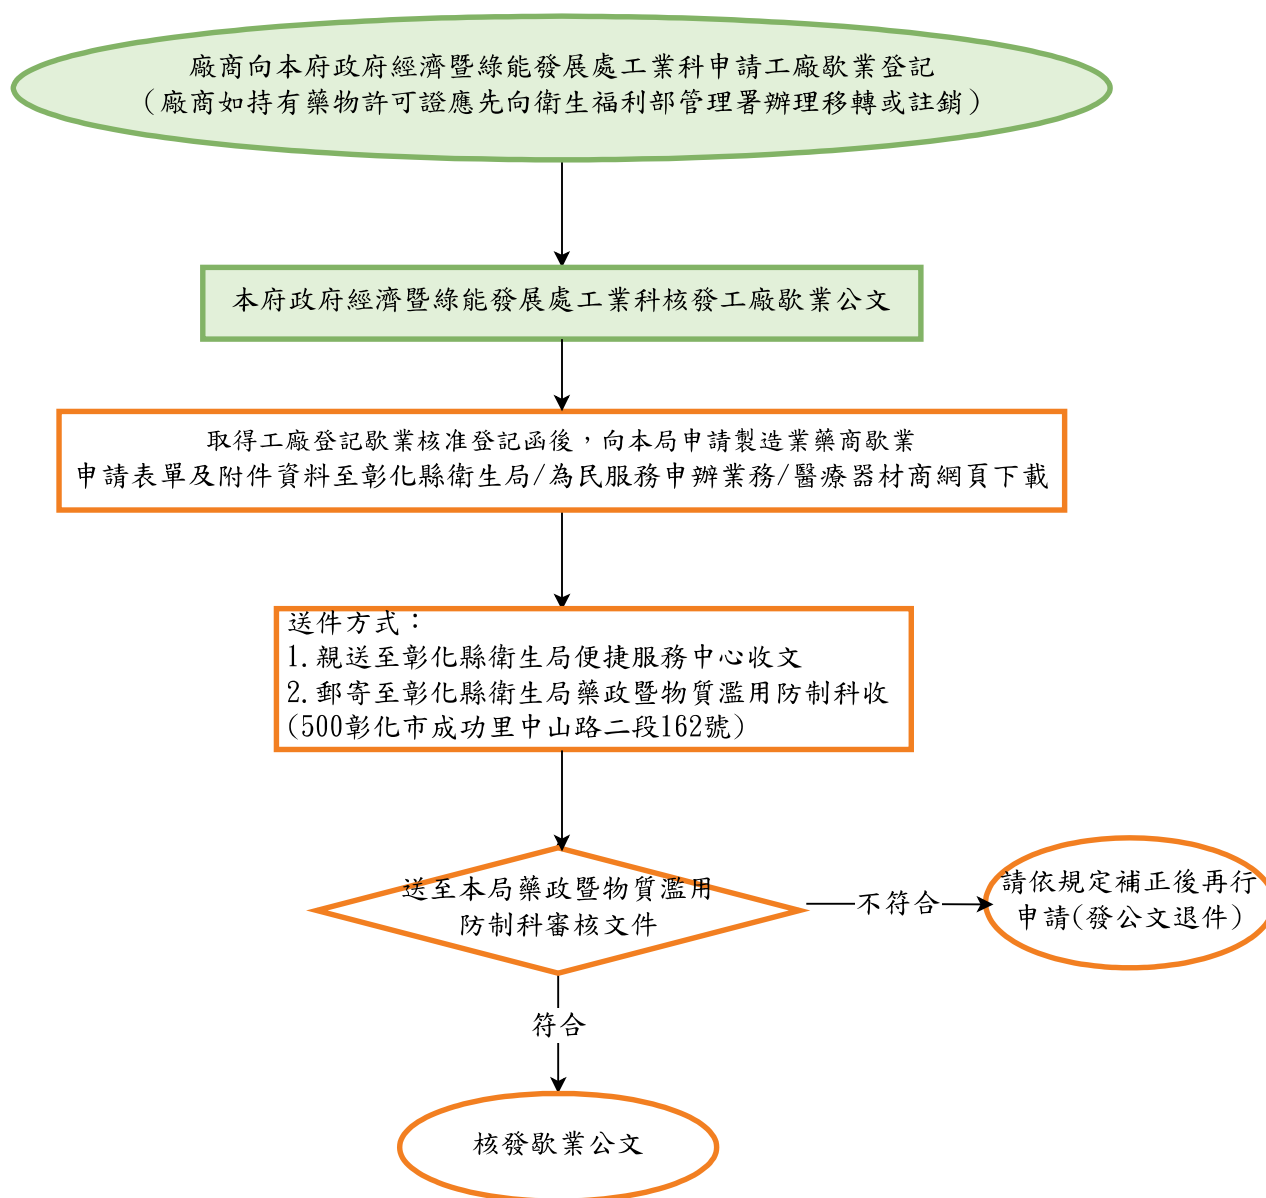 廠商向本府政府經濟暨綠能發展處工業科申請工廠歇業登記
（廠商如持有藥物許可證應先向衛生福利部管理署辦理移轉或註銷）
本府政府經濟暨綠能發展處工業科核發工廠歇業公文
取得工廠登記歇業核准登記函後，向本局申請製造業藥商歇業
申請表單及附件資料至彰化縣衛生局/為民服務申辦業務/醫療器材商網頁下載
送件方式：
1.親送至彰化縣衛生局便捷服務中心收文
2.郵寄至彰化縣衛生局藥政暨物質濫用防制科收
(500彰化市成功里中山路二段162號)
送至本局藥政暨物質濫用
防制科審核文件
不符合
請依規定補正後再行
申請(發公文退件)
符合
核發歇業公文